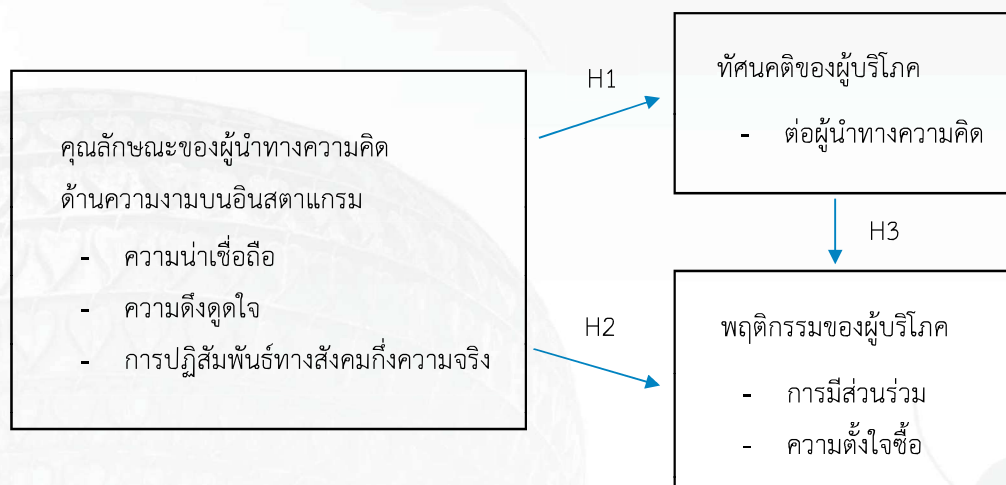 คุณลักษณะของผู้นำทางความคิด
ด้านความงามบนอินสตาแกรม
- ความน่าเชื่อถือ
- ความดึงดูดใจ
- การปฏิสัมพันธ์ทางสังคมกึ่งความจริง
H1
ทัศนคติของผู้บริโภค
- ต่อผู้นำทางความคิด
H3
H2
พฤติกรรมของผู้บริโภค
- การมีส่วนร่วม
- ความตั้งใจซื้อ